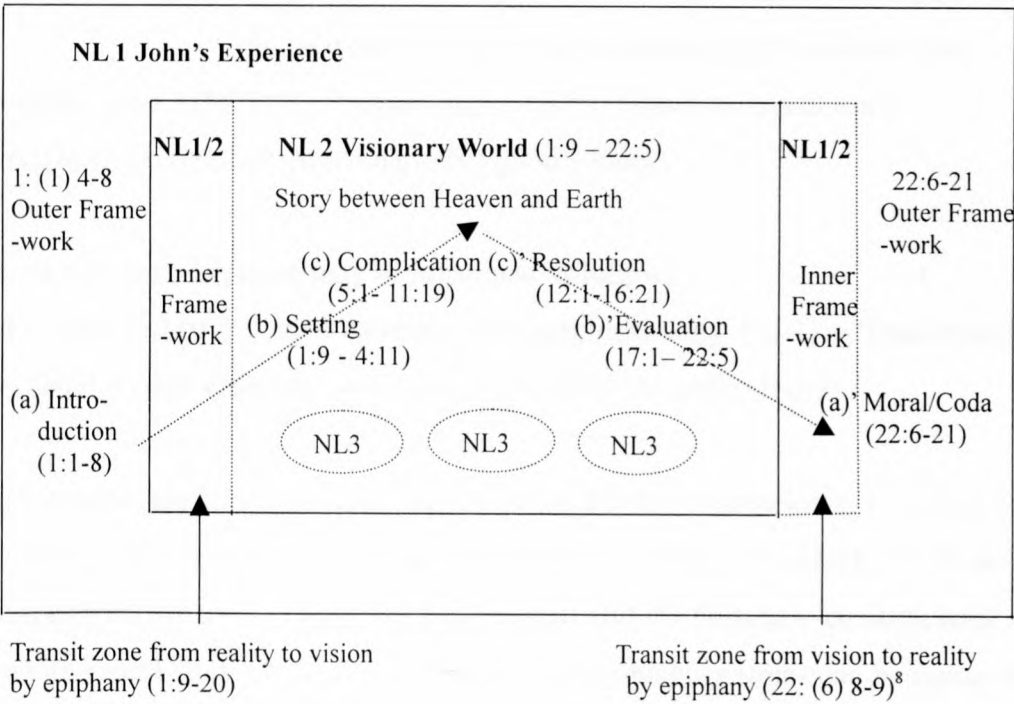 NL 1 John's Experience
NL1/2
NL 2 Visionary World (1:9 – 22:5)
NL1/2
1: (1) 4-8
Outer Frame
-work
Story between Heaven and Earth
22:6-21
Outer Frame
-work
Inner
Frame
-work
(c) Complication (c)' Resolution
(5:1- 11:19)
(12:1-16:21)
Inner
Frame
-work
(b) Setting
(1:9 - 4:11)
(b)' Evaluation
(17:1– 22:5)
(a) Intro-
duction
(1:1-8)
(a)' Moral/Coda
(22:6-21)
NL3
NL3
NL3
Transit zone from reality to vision
by epiphany (1:9-20)
Transit zone from vision to reality
by epiphany (22: (6) 8-9)⁸